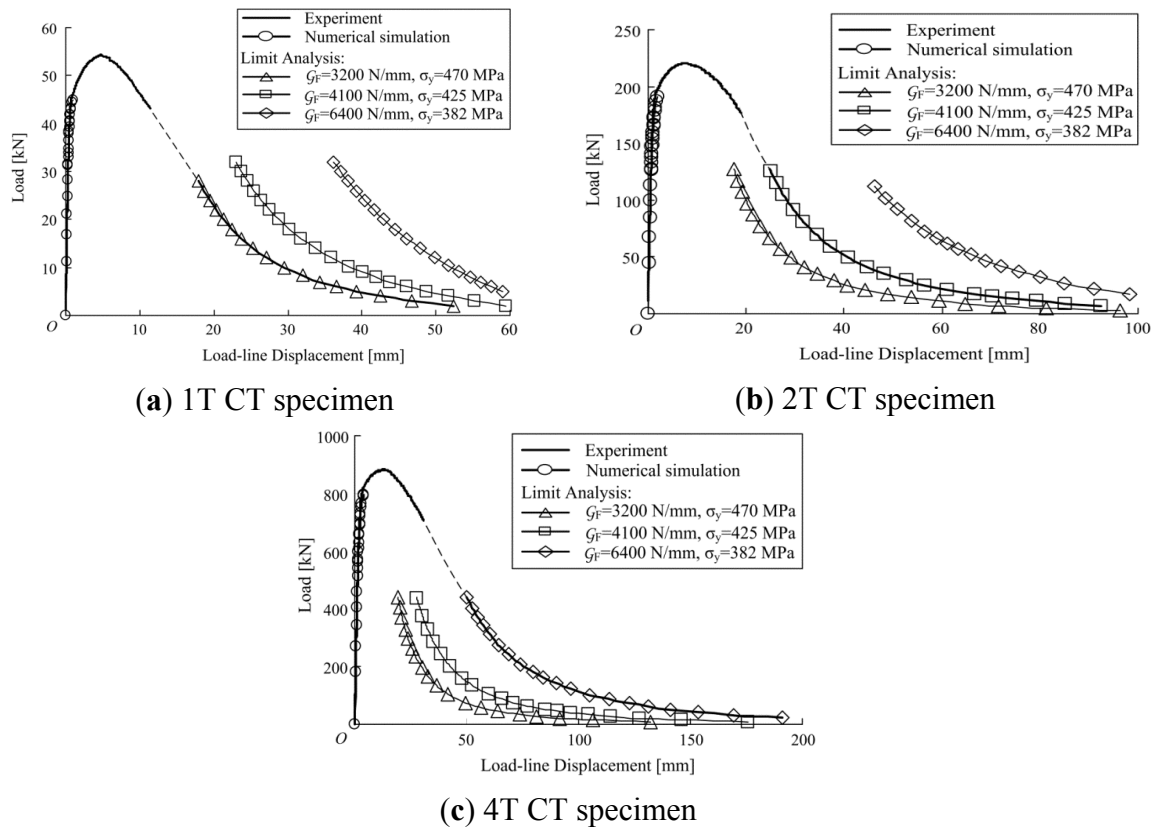 60
50
40
30
20
10
O
10
20
30
40
50
60
Load [kN]
Load-line Displacement [mm]
Experiment
Numerical simulation
Limit Analysis:
𝒢F=3200 N/mm, σy=470 MPa
𝒢F=4100 N/mm, σy=425 MPa
𝒢F=6400 N/mm, σy=382 MPa
(a) 1T CT specimen
250
200
150
100
50
O
20
40
60
80
100
Load [kN]
Load-line Displacement [mm]
Experiment
Numerical simulation
Limit Analysis:
𝒢F=3200 N/mm, σy=470 MPa
𝒢F=4100 N/mm, σy=425 MPa
𝒢F=6400 N/mm, σy=382 MPa
(b) 2T CT specimen
1000
800
600
400
200
O
50
100
150
200
Load [kN]
Load-line Displacement [mm]
Experiment
Numerical simulation
Limit Analysis:
𝒢F=3200 N/mm, σy=470 MPa
𝒢F=4100 N/mm, σy=425 MPa
𝒢F=6400 N/mm, σy=382 MPa
(c) 4T CT specimen